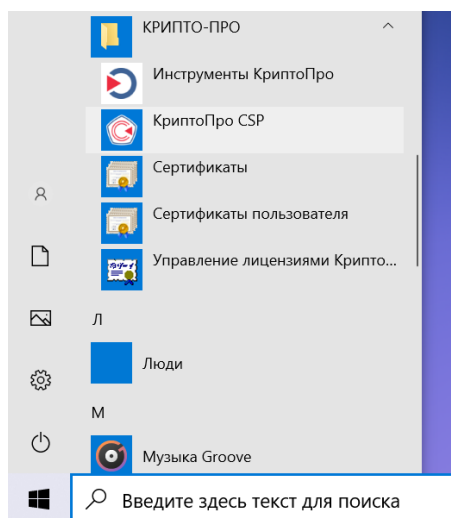 КРИПТО-ПРО
Инструменты КриптоПро
КриптоПро CSP
Сертификаты
Сертификаты пользователя
Управление лицензиями Крипто...
Л
Люди
М
Музыка Groove
Введите здесь текст для поиска